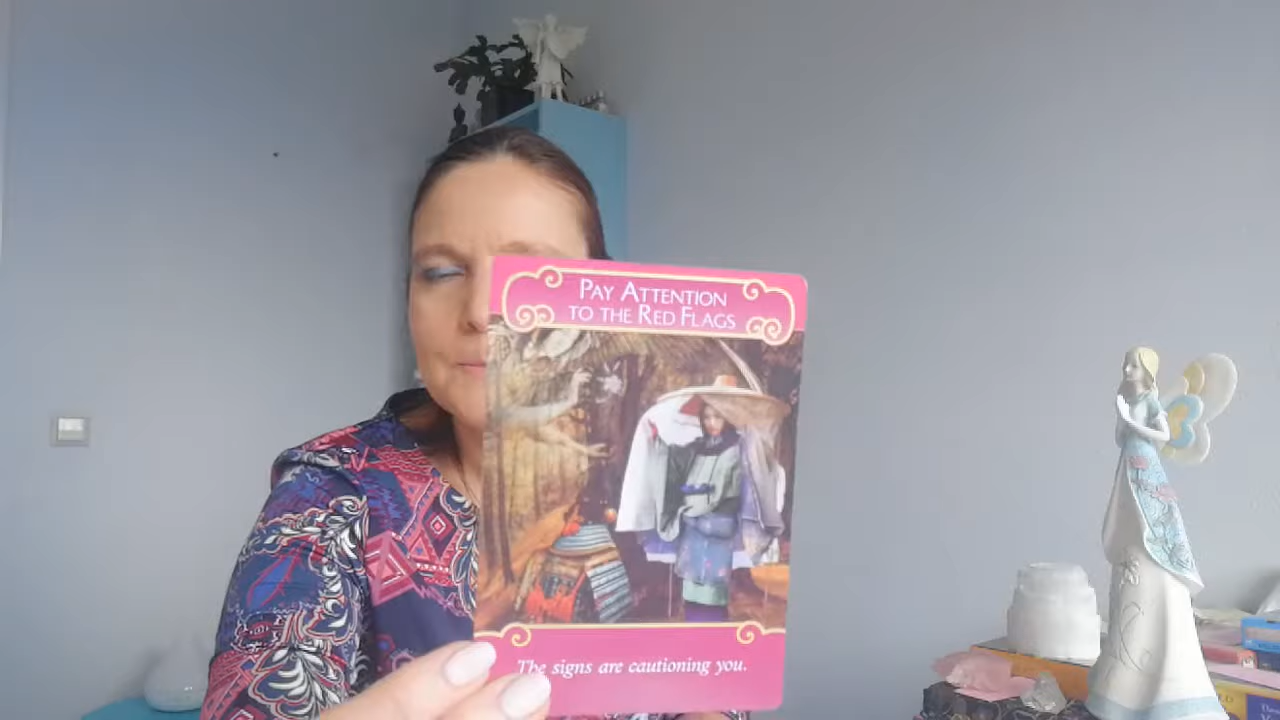 PAY ATTENTION
TO THE RED FLAGS
The signs are cautioning you.